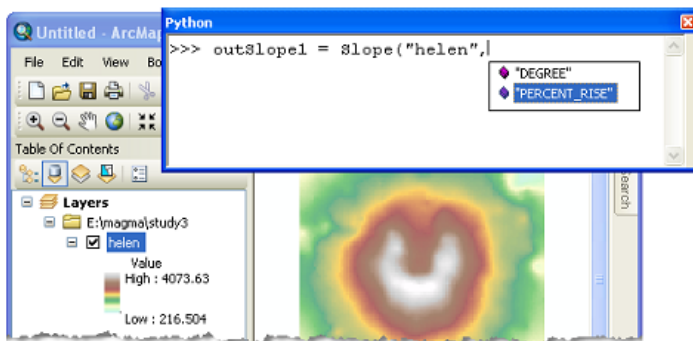 Python
Untitled - ArcMap
>>> outSlope1 = Slope("helen",
"DEGREE"
"PERCENT_RISE"
File Edit View Bo
Table Of Contents
Layers
E:\magma\study3
helen
Value
High : 4073.63
Low : 216.504
Search